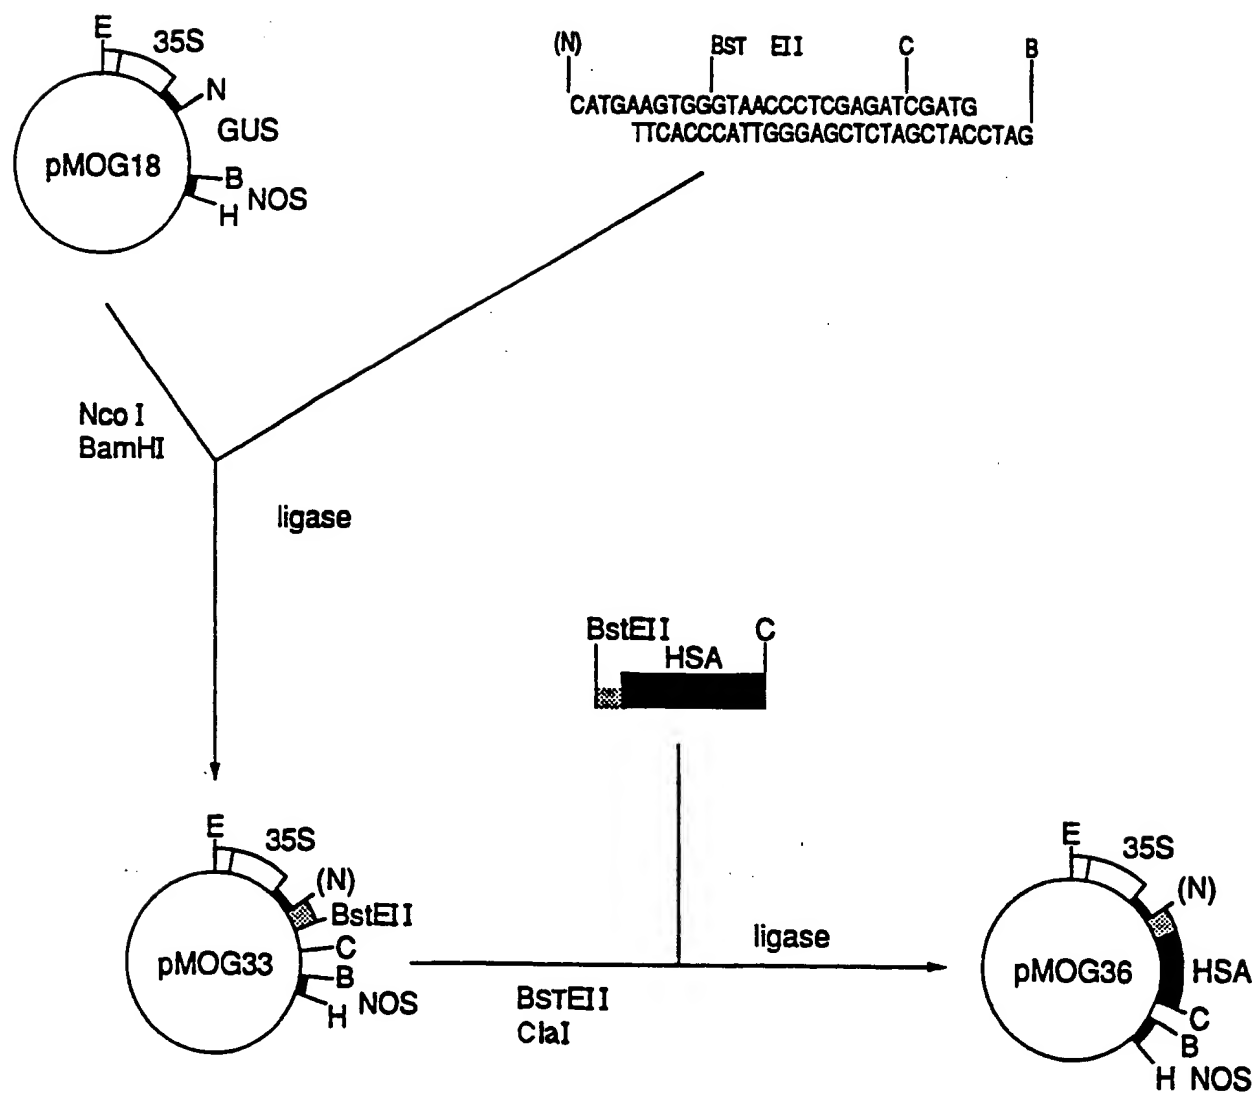 E
35S
N
GUS
pMOG18
B
NOS
H
(N)
BST EII
C
B
CATGAAGTGGGTAACCCTCGAGATCGATG
TTCACCCATTGGGAGCTCTAGCTACCTAG
Nco I
BamHI
ligase
BstEII
C
HSA
E
35S
(N)
BstEII
C
pMOG33
B
NOS
H
BSTEII
ClaI
ligase
E
35S
(N)
pMOG36
HSA
C
B
H NOS